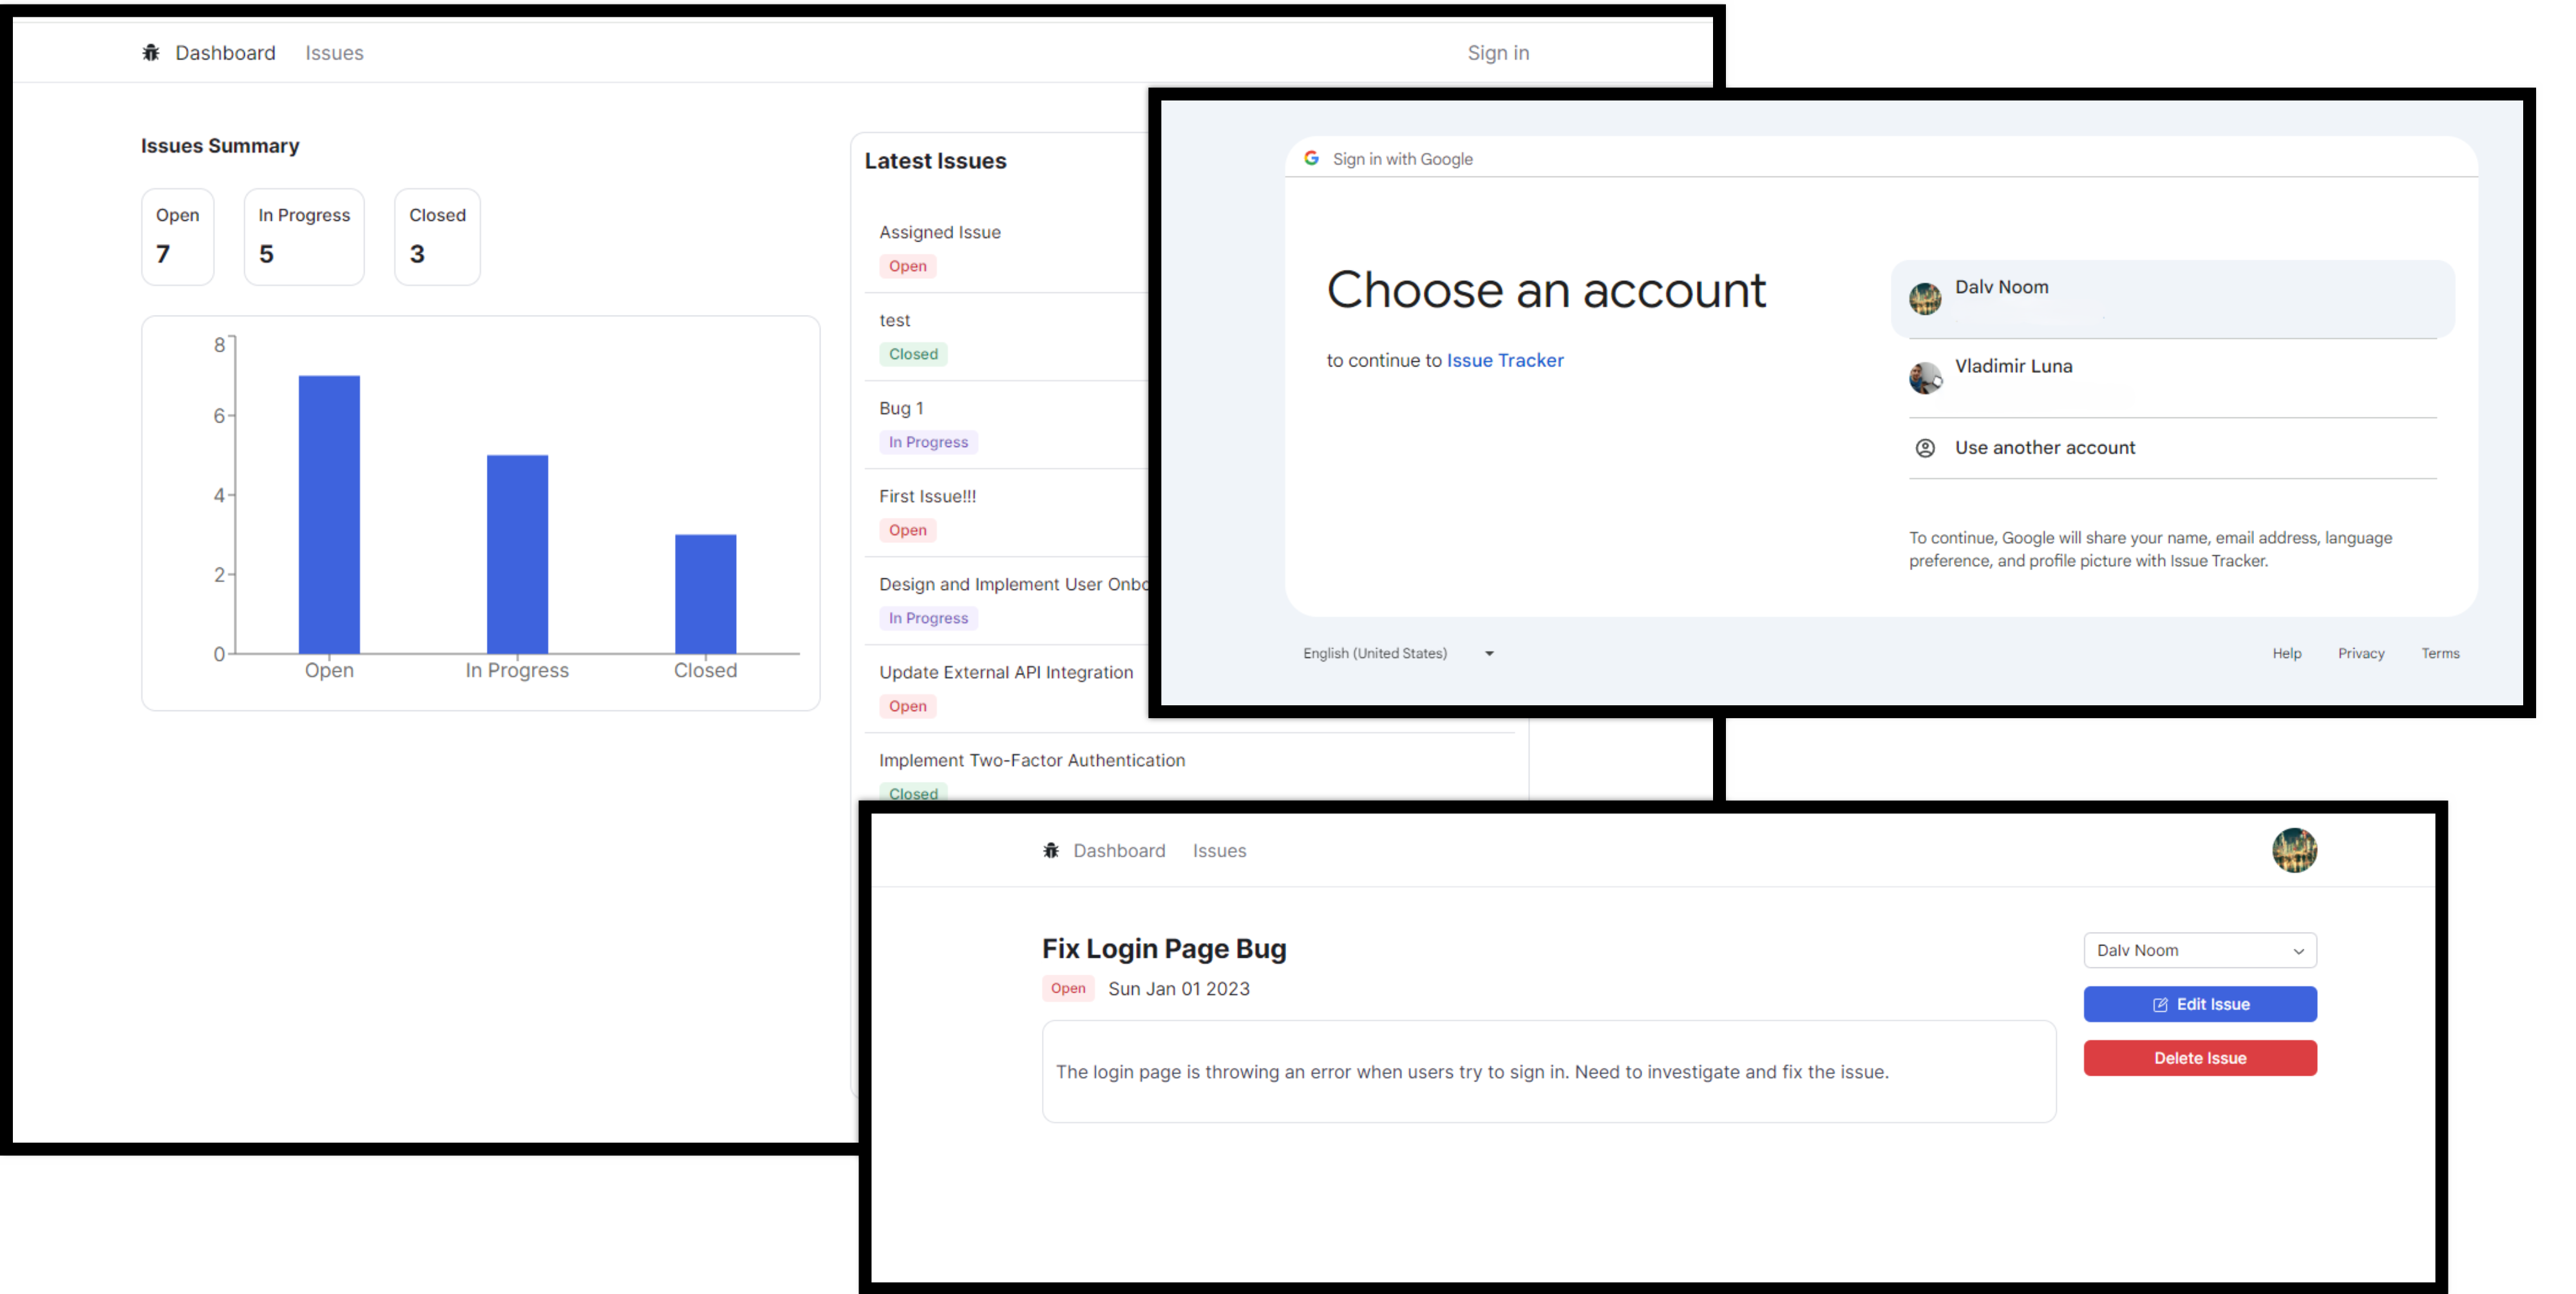 Dashboard Issues Sign in
Issues Summary
Open
7
In Progress
5
Closed
3
8
6
4
2
0
Open In Progress Closed
Latest Issues
Assigned Issue
Open
test
Closed
Bug 1
In Progress
First Issue!!!
Open
Design and Implement User
In Progress
Update External API Integration
Open
Implement Two-Factor Authentication
Closed
Sign in with Google
Choose an account
to continue to Issue Tracker
Dalv Noom
Vladimir Luna
Use another account
To continue, Google will share your name, email address, language
preference, and profile picture with Issue Tracker.
English (United States)
Help Privacy Terms
Dashboard Issues
Fix Login Page Bug
Open Sun Jan 01 2023
The login page is throwing an error when users try to sign in. Need to investigate and fix the issue.
Dalv Noom
Edit Issue
Delete Issue